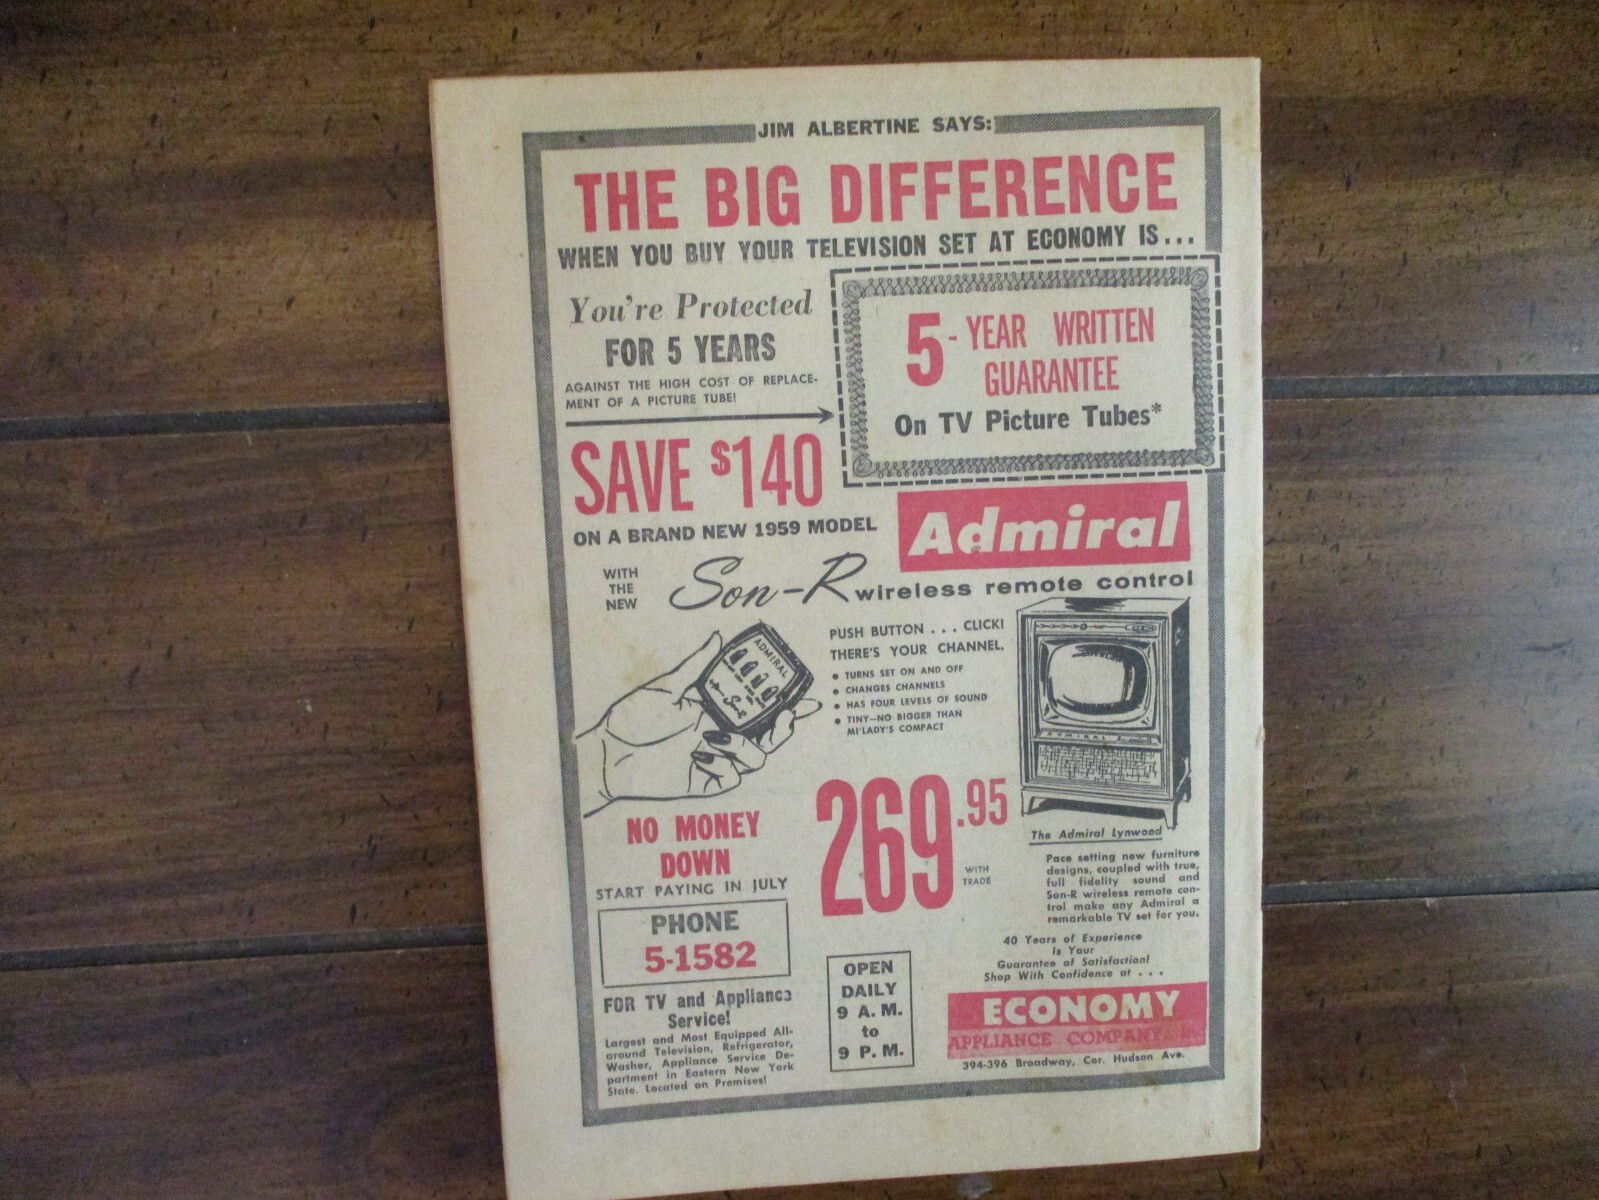 JIM ALBERTINE SAYS:
THE BIG DIFFERENCE
WHEN YOU BUY YOUR TELEVISION SET AT ECONOMY IS...
You're Protected
FOR 5 YEARS
AGAINST THE HIGH COST OF REPLACE-
MENT OF A PICTURE TUBE!
5-YEAR WRITTEN
GUARANTEE
On TV Picture Tubes*
SAVE $140
ON A BRAND NEW 1959 MODEL
Admiral
WITH
THE
NEW
Son-R wireless remote control
ADMIRAL
Son-R
PUSH BUTTON . . . CLICK!
THERE'S YOUR CHANNEL.
• TURNS SET ON AND OFF
• CHANGES CHANNELS
• HAS FOUR LEVELS OF SOUND
• TINY—NO BIGGER THAN
MI'LADY'S COMPACT
ADMIRAL
269.95
WITH
TRADE
The Admiral Lynwood
Pace setting new furniture
designs, coupled with true,
full fidelity sound and
Son-R wireless remote con-
trol make any Admiral a
remarkable TV set for you.
NO MONEY
DOWN
START PAYING IN JULY
PHONE
5-1582
FOR TV and Appliance
Service!
Largest and Most Equipped All-
around Television, Refrigerator,
Washer, Appliance Service De-
partment in Eastern New York
State. Located on Premises!
OPEN
DAILY
9 A. M.
to
9 P. M.
40 Years of Experience
is Your
Guarantee of Satisfaction!
Shop With Confidence at . . .
ECONOMY
APPLIANCE COMPANY
394-396 Broadway, Cor. Hudson Ave.